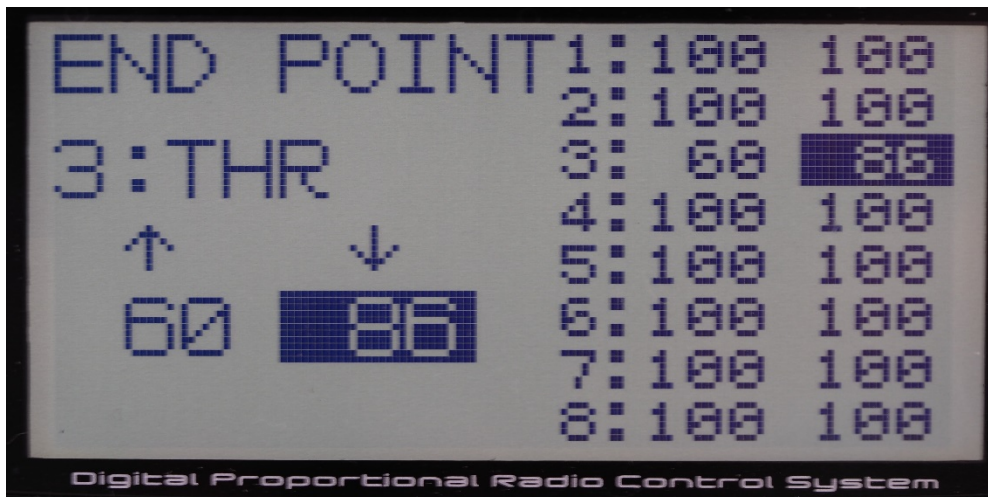 END POINT
3:THR
↑ ↓
60 86
1:100 100
2:100 100
3: 60 86
4:100 100
5:100 100
6:100 100
7:100 100
8:100 100
Digital Proportional Radio Control System